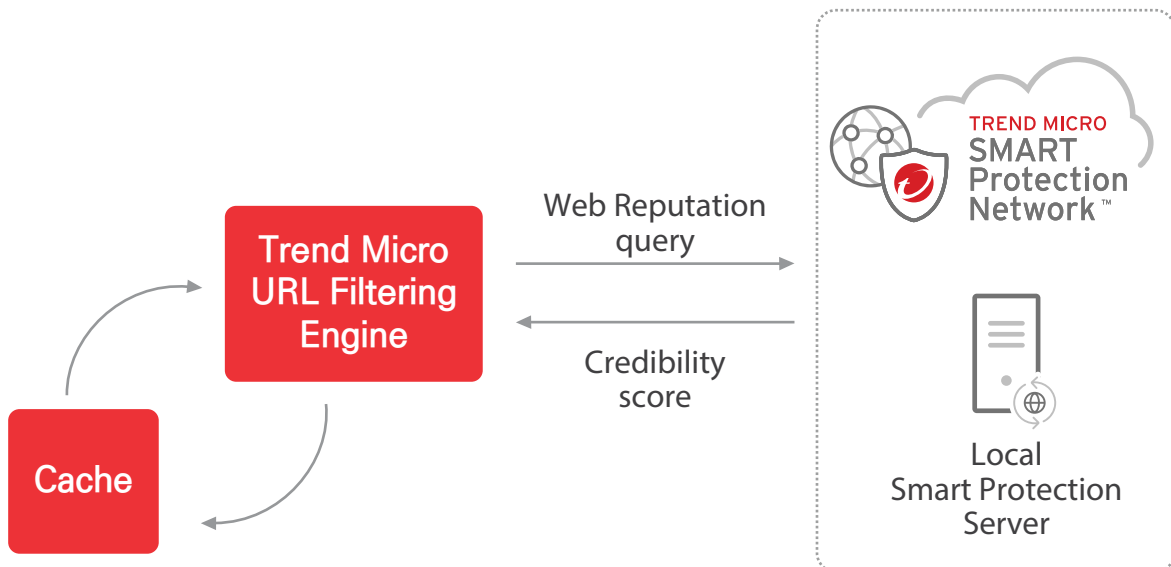 TREND MICRO
SMART
Protection
Network™
Web Reputation
query
Trend Micro
URL Filtering
Engine
Credibility
score
Cache
Local
Smart Protection
Server